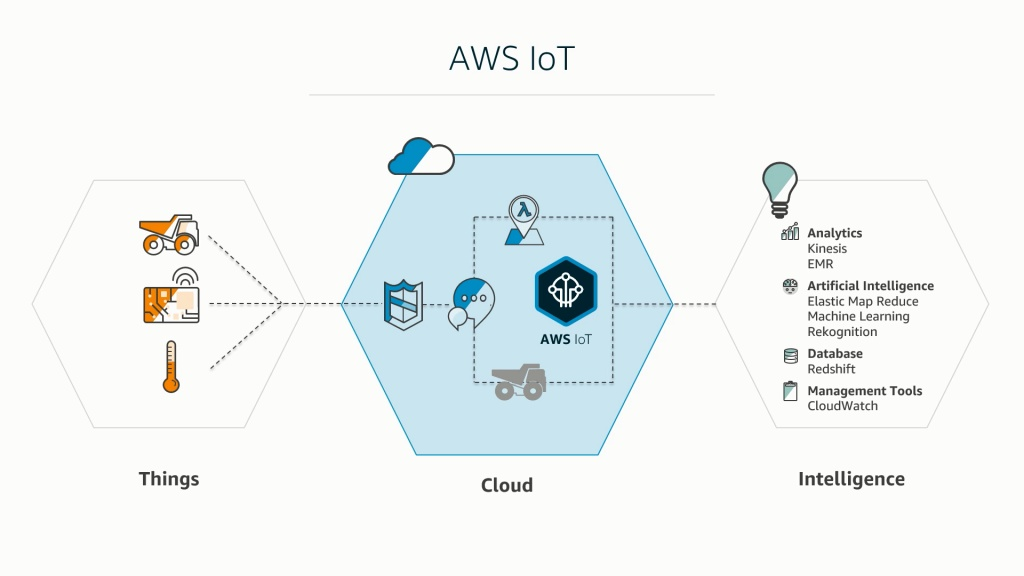 AWS IoT
λ
AWS IoT
Analytics
Kinesis
EMR
Artificial Intelligence
Elastic Map Reduce
Machine Learning
Rekognition
Database
Redshift
Management Tools
CloudWatch
Things
Cloud
Intelligence